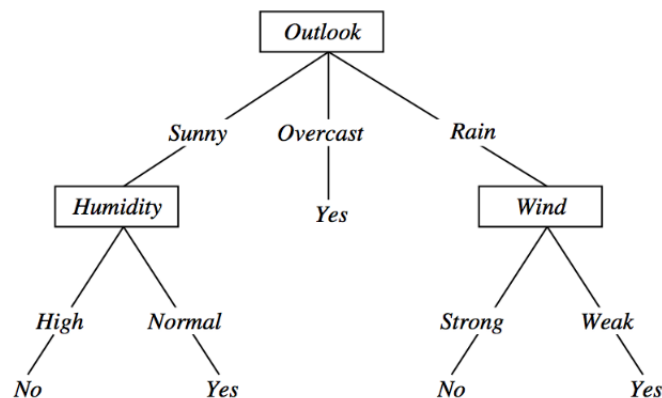 Outlook
Sunny Overcast Rain
Humidity Yes Wind
High Normal Strong Weak
No Yes No Yes